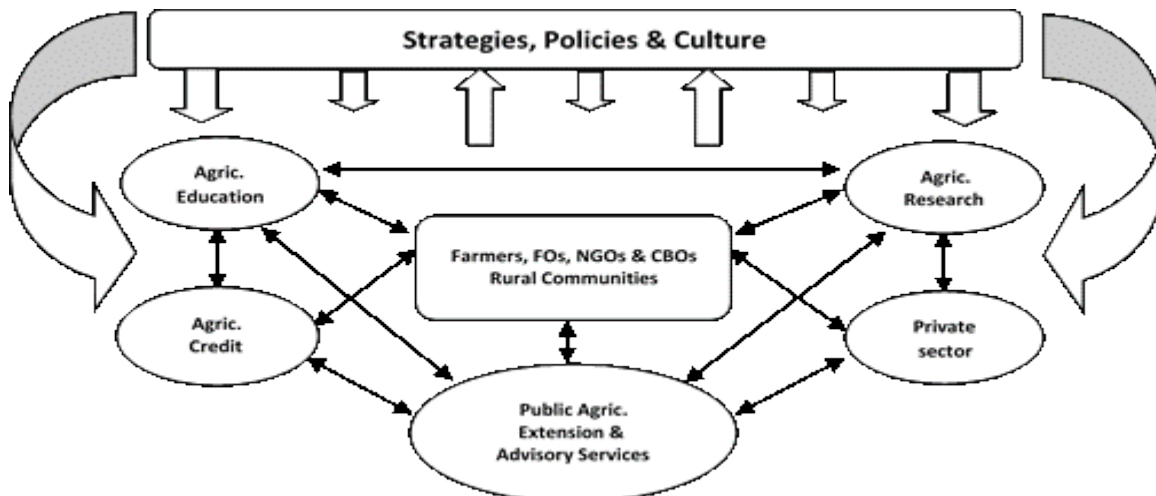 Strategies, Policies & Culture
Agric.
Education
Agric.
Research
Farmers, FOs, NGOs & CBOs
Rural Communities
Agric.
Credit
Private
sector
Public Agric.
Extension &
Advisory Services